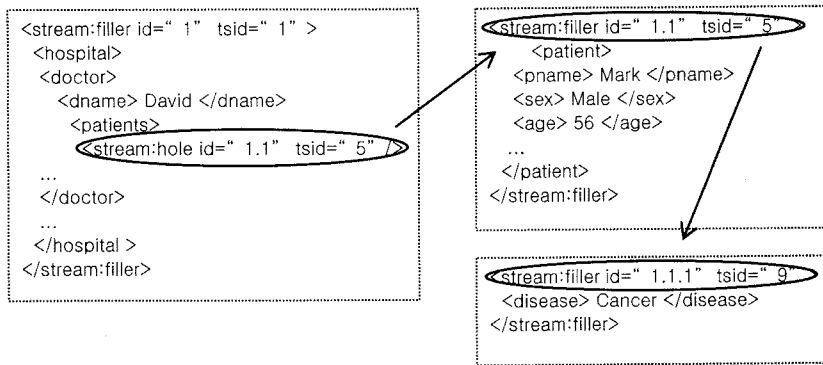 <stream:filler id=“ 1” tsid=“ 1” >
<hospital>
<doctor>
<dname> David </dname>
<patients>
<stream:hole id=“ 1.1” tsid=“ 5” />
...
</doctor>
...
</hospital >
</stream:filler>
<stream:filler id=“ 1.1” tsid=“ 5”>
<patient>
<pname> Mark </pname>
<sex> Male </sex>
<age> 56 </age>
...
</patient>
</stream:filler>
<stream:filler id=“ 1.1.1” tsid=“ 9”
<disease> Cancer </disease>
</stream:filler>